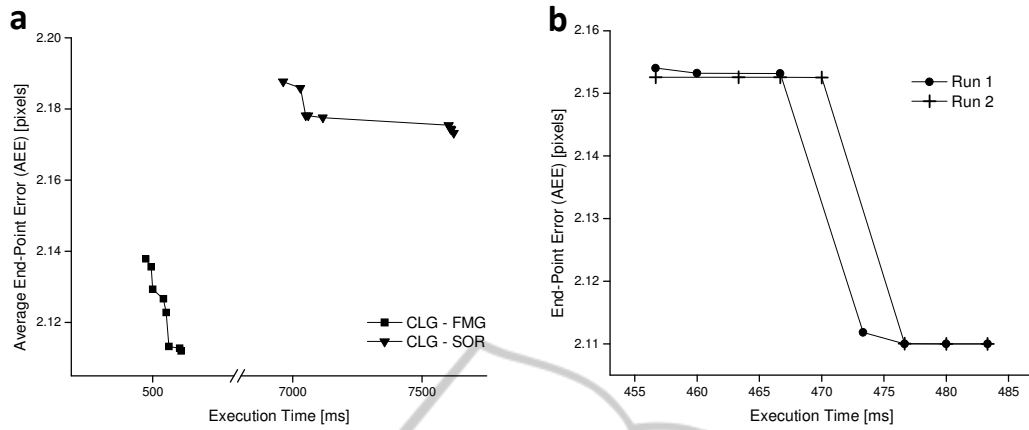 a
2.20
2.18
2.16
2.14
2.12
Average End-Point Error (AEE) [pixels]
CLG - FMG
CLG - SOR
500
7000
7500
Execution Time [ms]
b
2.16
2.15
2.14
2.13
2.12
2.11
End-Point Error (AEE) [pixels]
Run 1
Run 2
455
460
465
470
475
480
485
Execution Time [ms]